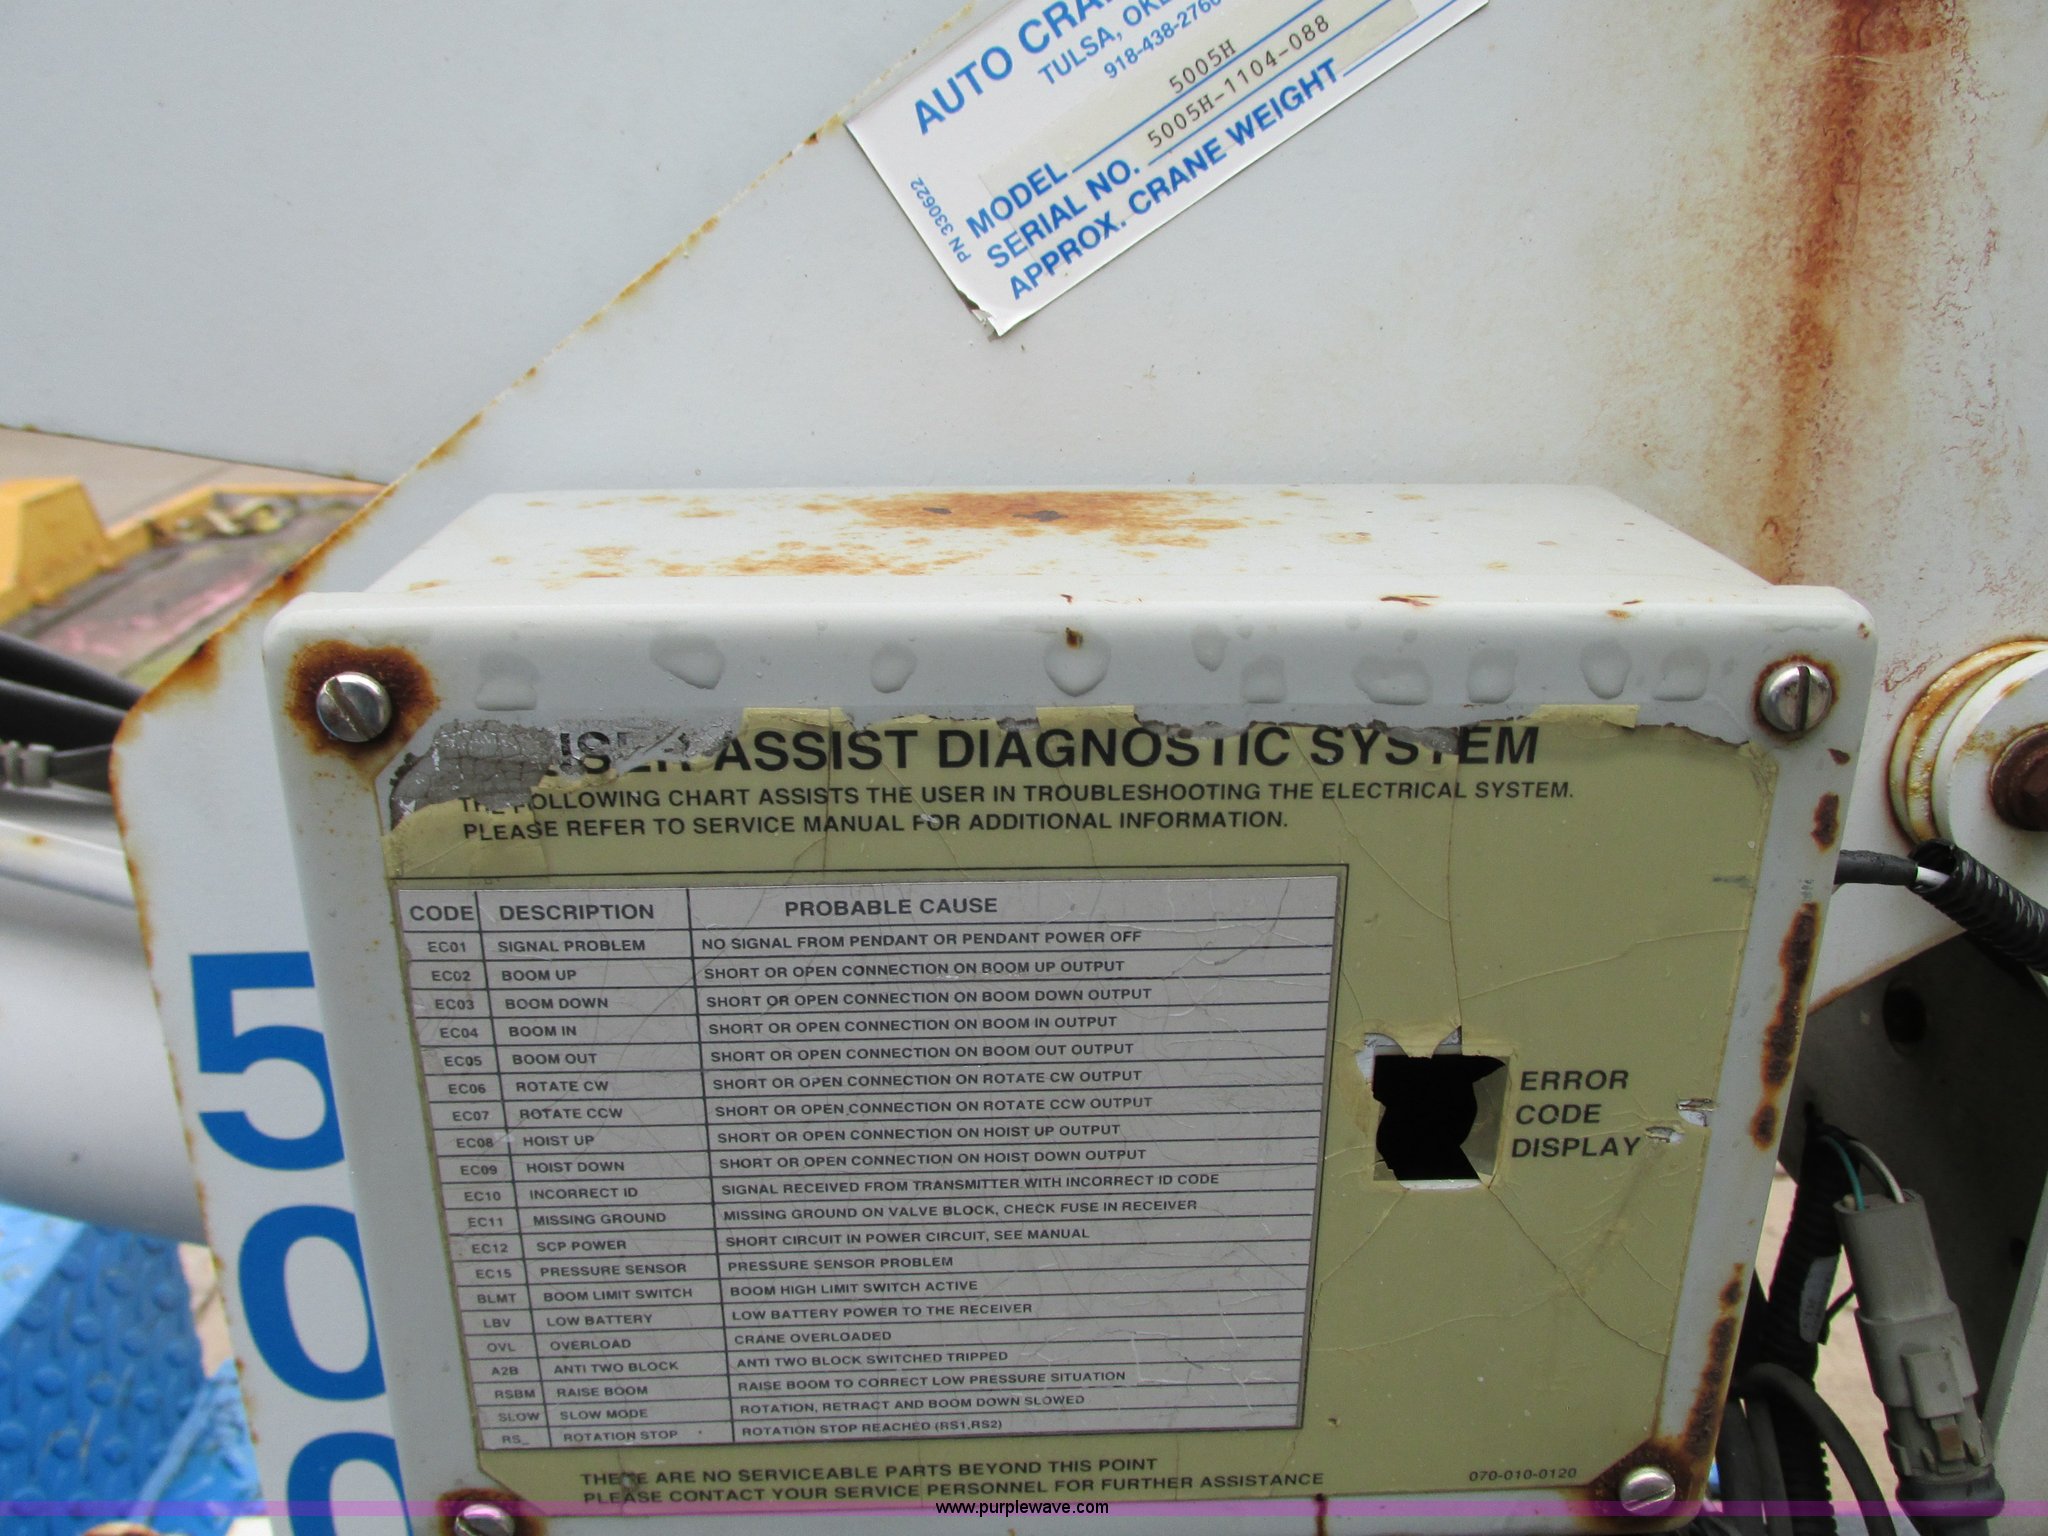 AUTO
TULSA,
918-438-
MODEL 5005H
SERIAL NO. 5005H-1104-088
APPROX. CRANE WEIGHT
PN 330622
USER ASSIST DIAGNOSTIC SYSTEM
THE FOLLOWING CHART ASSISTS THE USER IN TROUBLESHOOTING THE ELECTRICAL SYSTEM.
PLEASE REFER TO SERVICE MANUAL FOR ADDITIONAL INFORMATION.
CODE DESCRIPTION PROBABLE CAUSE
EC01 SIGNAL PROBLEM NO SIGNAL FROM PENDANT OR PENDANT POWER OFF
EC02 BOOM UP SHORT OR OPEN CONNECTION ON BOOM UP OUTPUT
EC03 BOOM DOWN SHORT OR OPEN CONNECTION ON BOOM DOWN OUTPUT
EC04 BOOM IN SHORT OR OPEN CONNECTION ON BOOM IN OUTPUT
EC05 BOOM OUT SHORT OR OPEN CONNECTION ON BOOM OUT OUTPUT
EC06 ROTATE CW SHORT OR OPEN CONNECTION ON ROTATE CW OUTPUT
EC07 ROTATE CCW SHORT OR OPEN CONNECTION ON ROTATE CCW OUTPUT
EC08 HOIST UP SHORT OR OPEN CONNECTION ON HOIST UP OUTPUT
EC09 HOIST DOWN SHORT OR OPEN CONNECTION ON HOIST DOWN OUTPUT
EC10 INCORRECT ID SIGNAL RECEIVED FROM TRANSMITTER WITH INCORRECT ID CODE
EC11 MISSING GROUND MISSING GROUND ON VALVE BLOCK, CHECK FUSE IN RECEIVER
EC12 SCP POWER SHORT CIRCUIT IN POWER CIRCUIT, SEE MANUAL
EC15 PRESSURE SENSOR PRESSURE SENSOR PROBLEM
BLMT BOOM LIMIT SWITCH BOOM HIGH LIMIT SWITCH ACTIVE
LBV LOW BATTERY LOW BATTERY POWER TO THE RECEIVER
OVL OVERLOAD CRANE OVERLOADED
A2B ANTI TWO BLOCK ANTI TWO BLOCK SWITCHED TRIPPED
RSBM RAISE BOOM RAISE BOOM TO CORRECT LOW PRESSURE SITUATION
SLOW SLOW MODE ROTATION, RETRACT AND BOOM DOWN SLOWED
RS_ ROTATION STOP ROTATION STOP REACHED (RS1,RS2)
ERROR
CODE
DISPLAY
THERE ARE NO SERVICEABLE PARTS BEYOND THIS POINT
PLEASE CONTACT YOUR SERVICE PERSONNEL FOR FURTHER ASSISTANCE
070-010-0120
500
www.purplewave.com